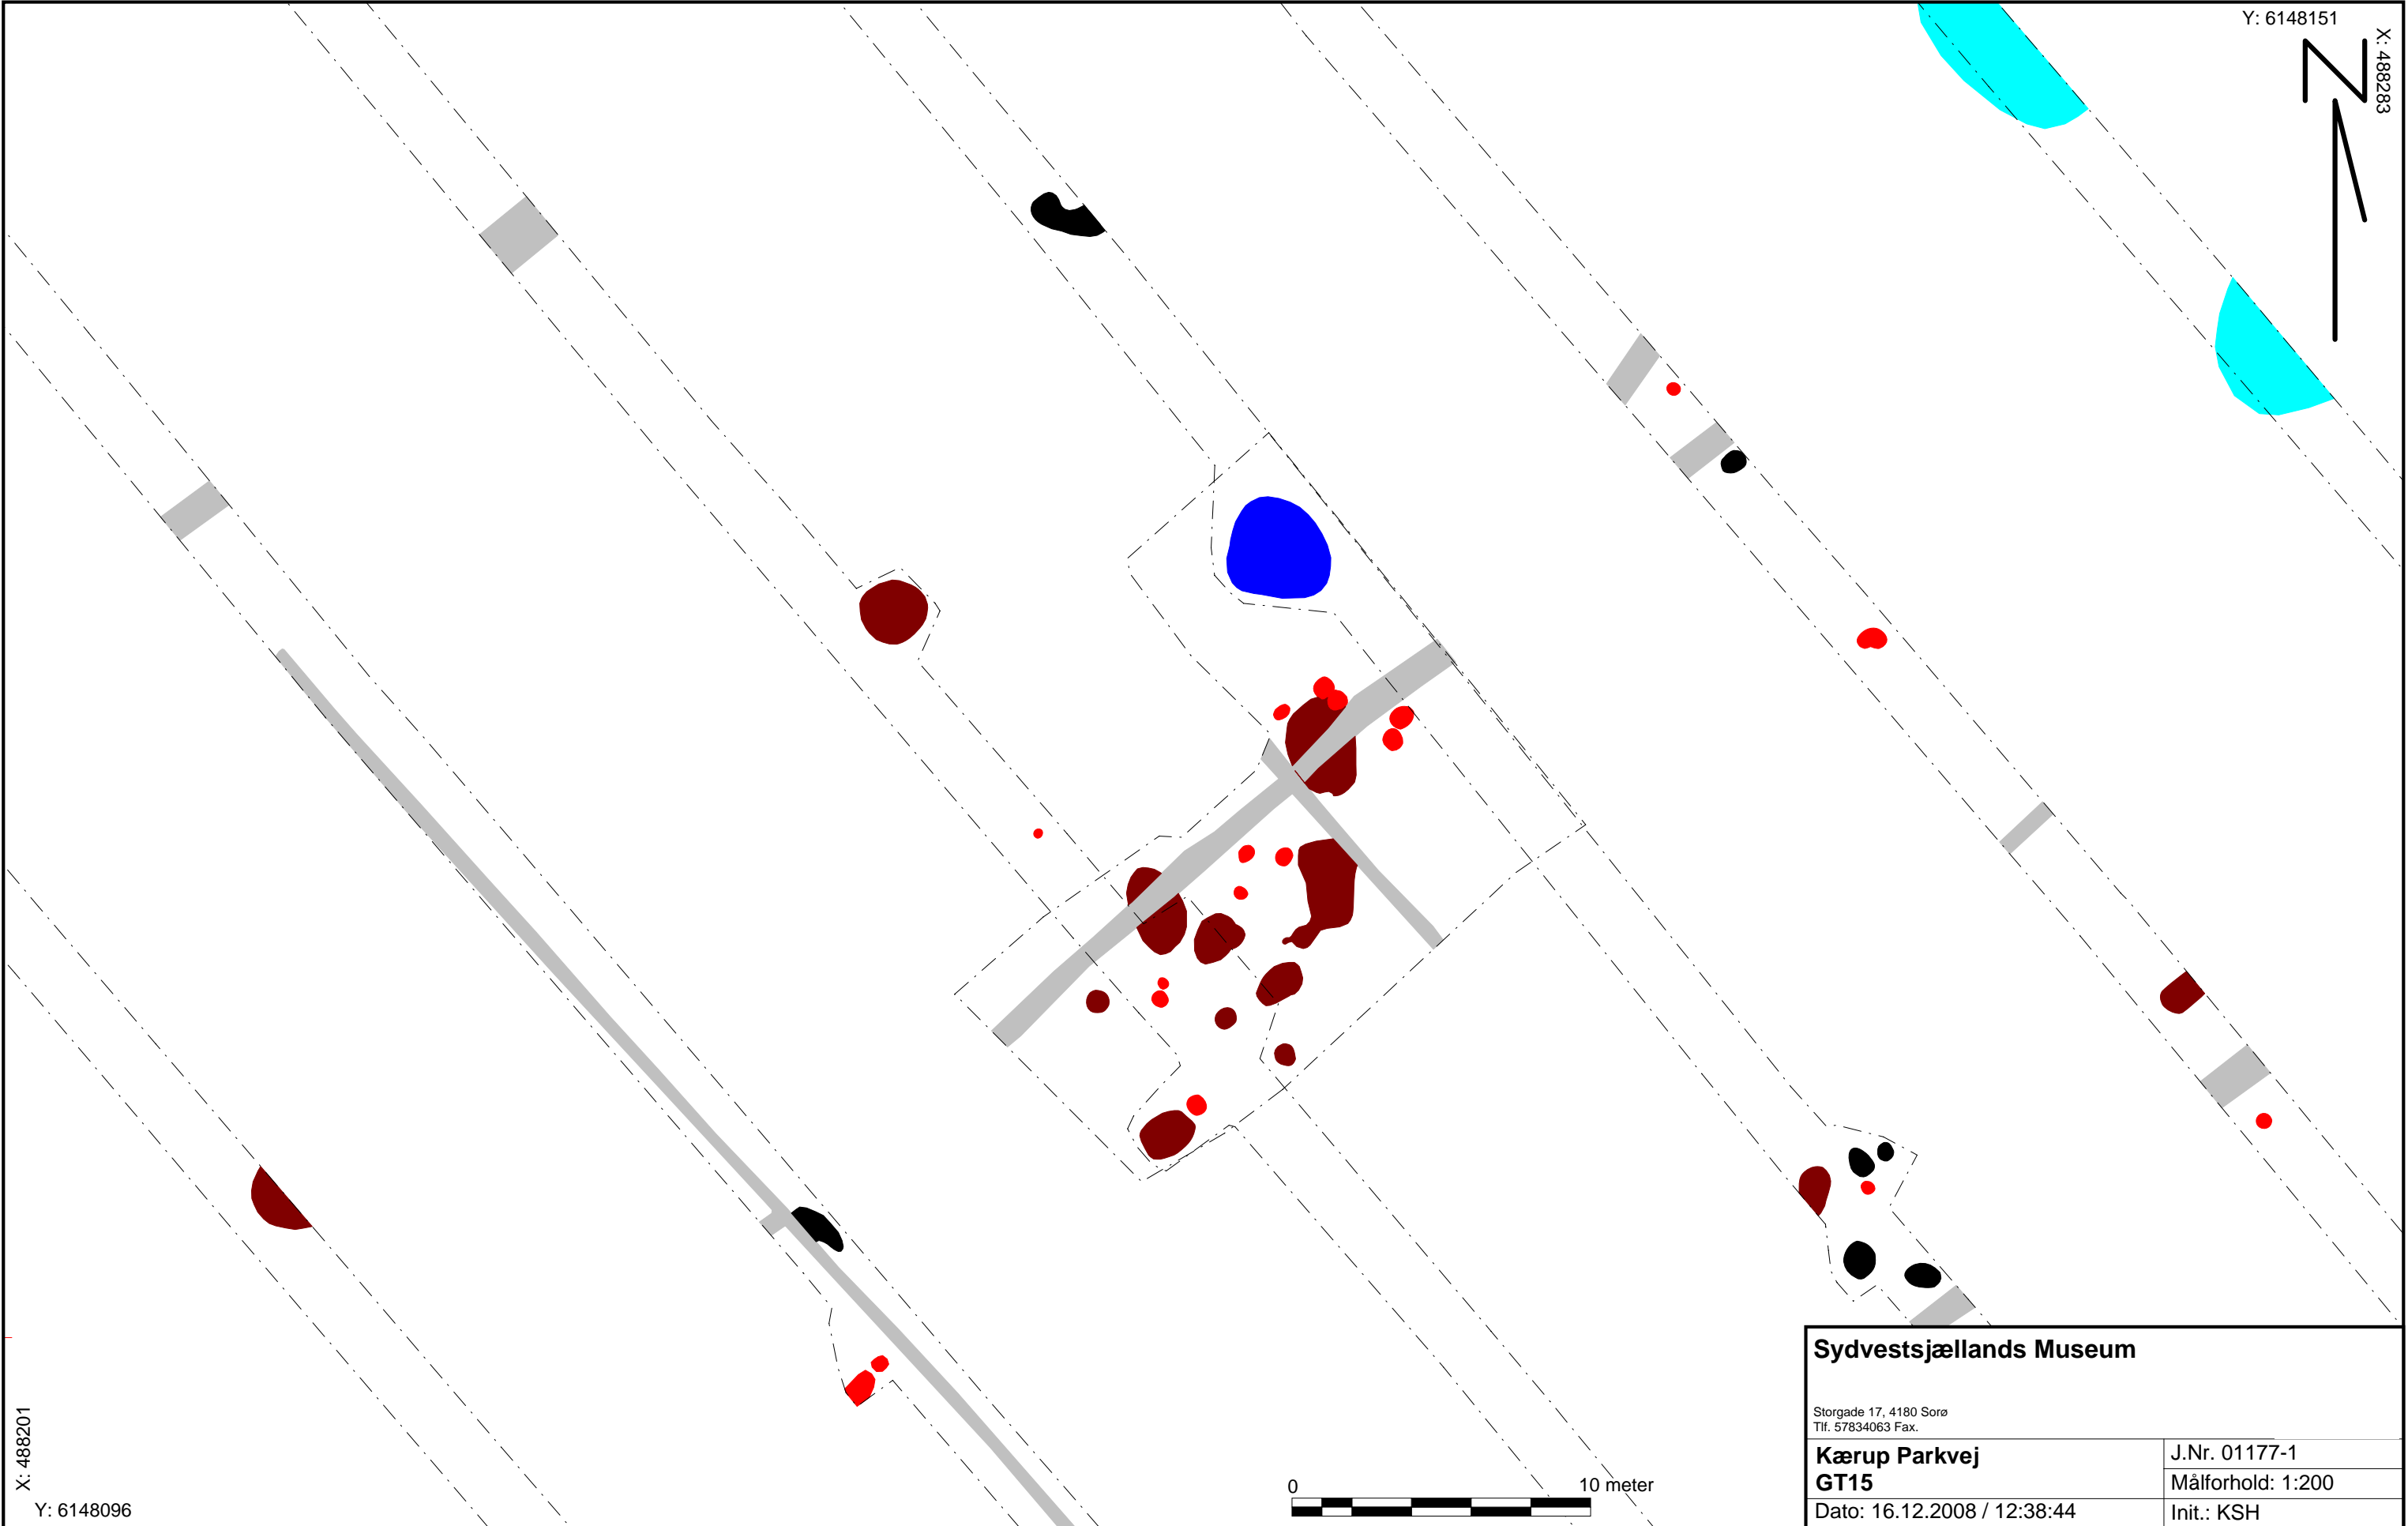 Y: 6148151
X: 488283
X: 488201
Y: 6148096
0 10 meter
Sydvestsjællands Museum
Storgade 17, 4180 Sorø
Tlf. 57834063 Fax.
Kærup Parkvej
GT15
J.Nr. 01177-1
Målforhold: 1:200
Dato: 16.12.2008 / 12:38:44
Init.: KSH